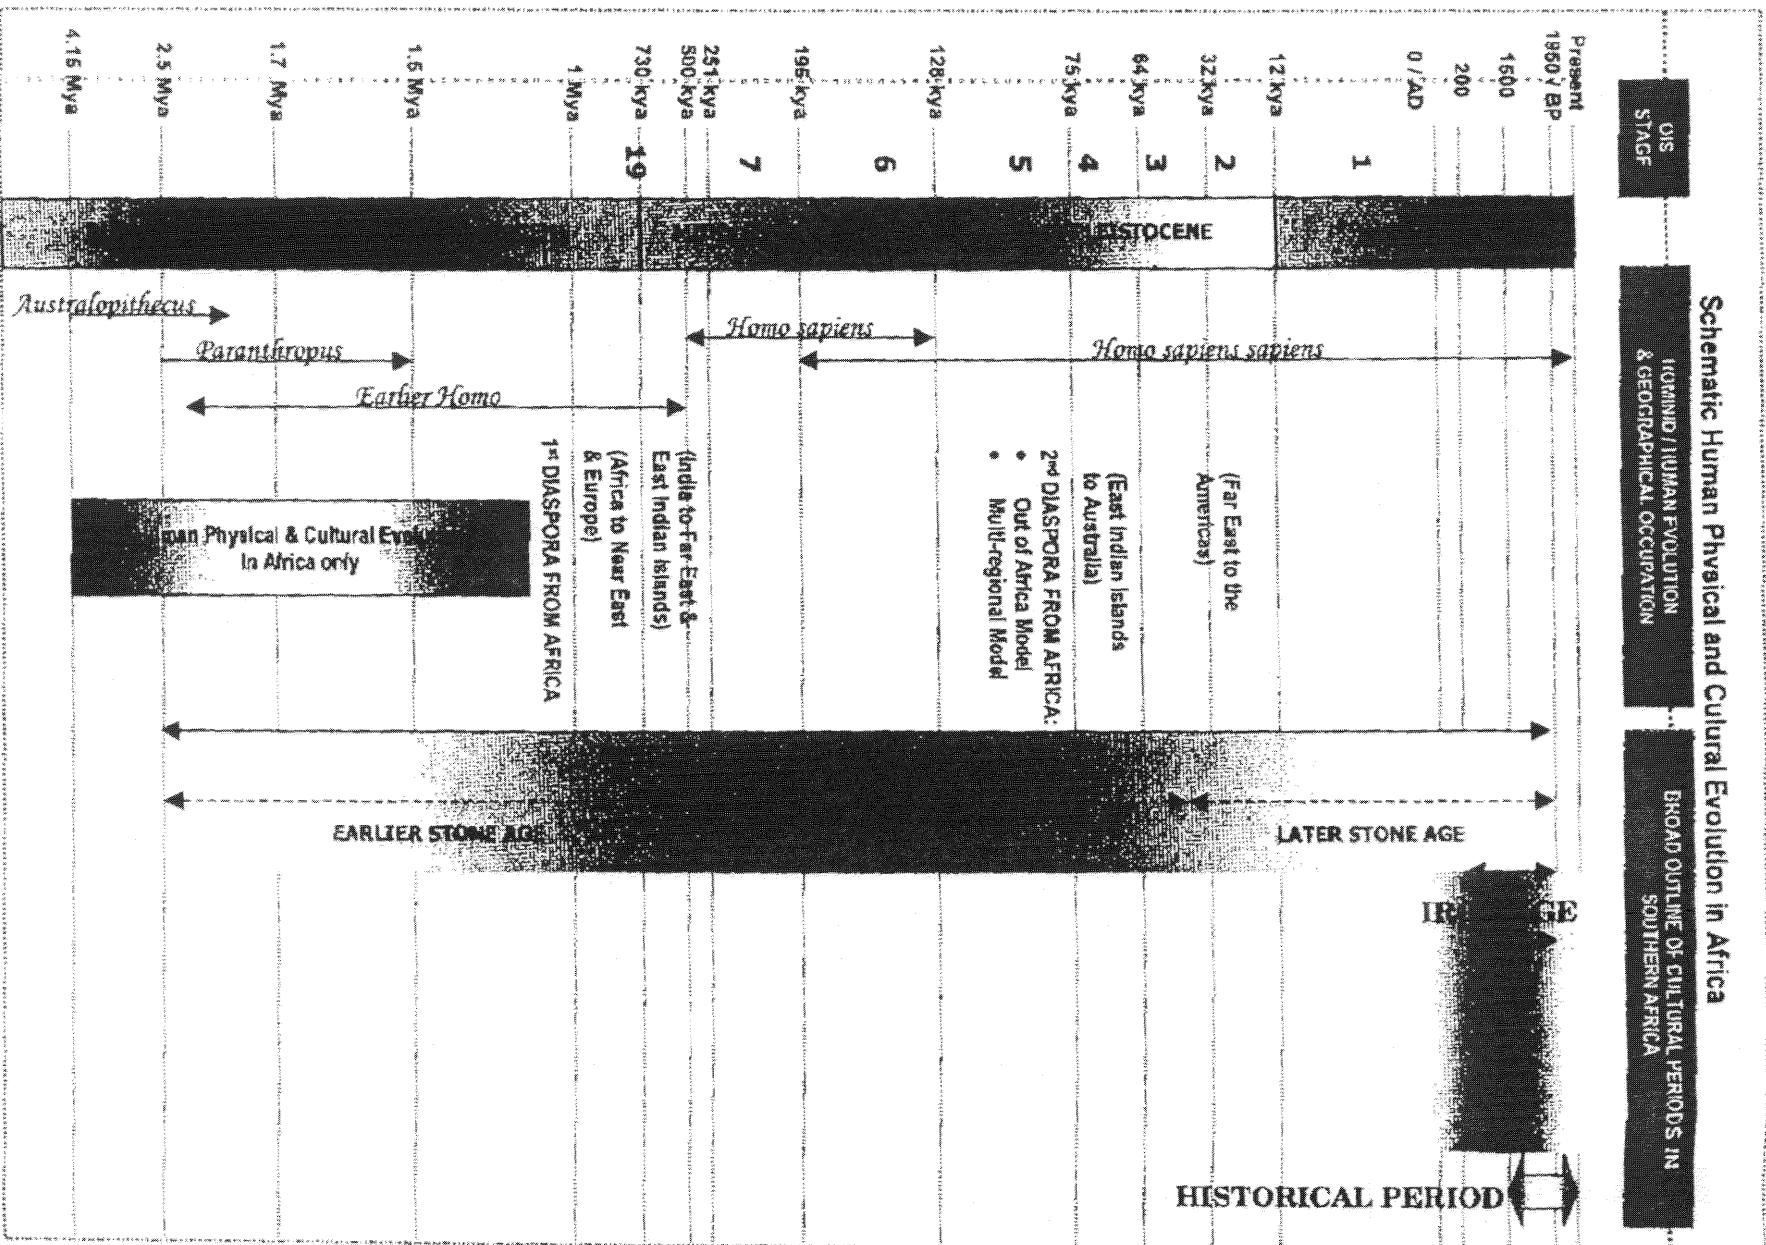 Schematic Human Physical and Culural Evolution in Africa
OIS
STAGE
HOMINID / HUMAN EVOLUTION
& GEOGRAPHICAL OCCUPATION
BROAD OUTLINE OF CULTURAL PERIODS IN
SOUTHERN AFRICA
Present
1950 / BP
1500
200
0 / AD
12 kya
32 kya
64 kya
75 kya
128 kya
195 kya
251 kya
500 kya
730 kya
1 Mya
1.5 Mya
1.7 Mya
2.5 Mya
4.15 Mya
1
2
3
4
5
6
7
19
PLEISTOCENE
Australopithecus
Paranthropus
Earlier Homo
Homo sapiens
Homo sapiens sapiens
(Far East to the
Americas)
(East Indian Islands
to Australia)
2nd DIASPORA FROM AFRICA:
• Out of Africa Model
• Multi-regional Model
(India to Far East &
East Indian Islands)
(Africa to Near East
& Europe)
1st DIASPORA FROM AFRICA
Physical & Cultural
In Africa only
EARLIER STONE AGE
LATER STONE AGE
HISTORICAL PERIOD